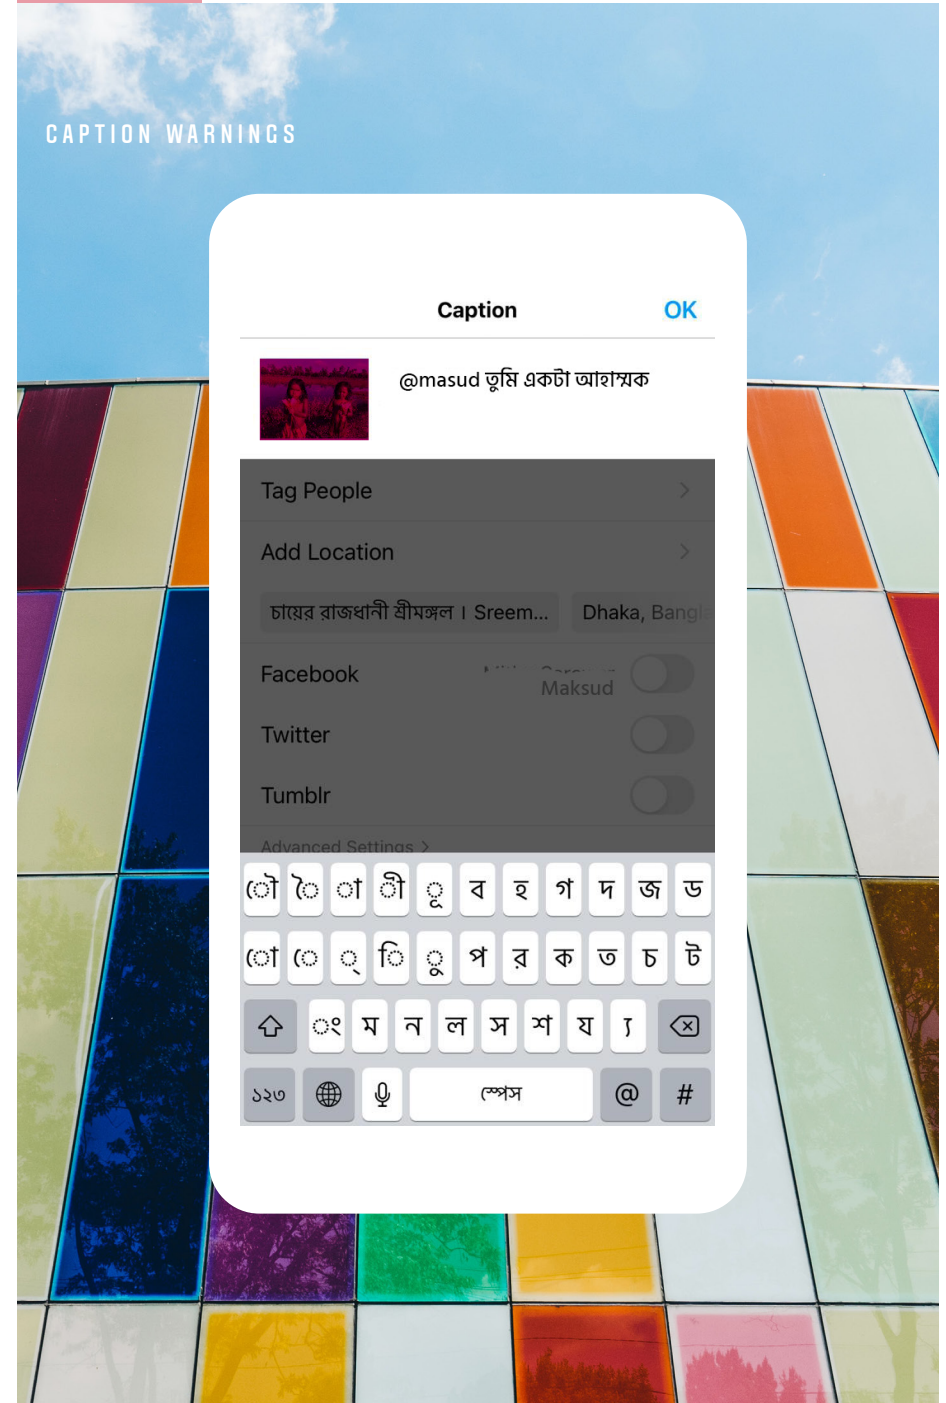 CAPTION WARNINGS
Caption OK
@masud তুমি একটা আহাম্মক
Tag People
Add Location
চায়ের রাজধানী শ্রীমঙ্গল । Sreem... Dhaka, Bangla
Facebook
Maksud
Twitter
Tumblr
Advanced Settings >
ৌ ৈ া ী ূ ব হ গ দ জ ড
ো ে ্ ি ু প র ক ত চ ট
ং ম ন ল স শ য ়
১২৩ স্পেস @ #